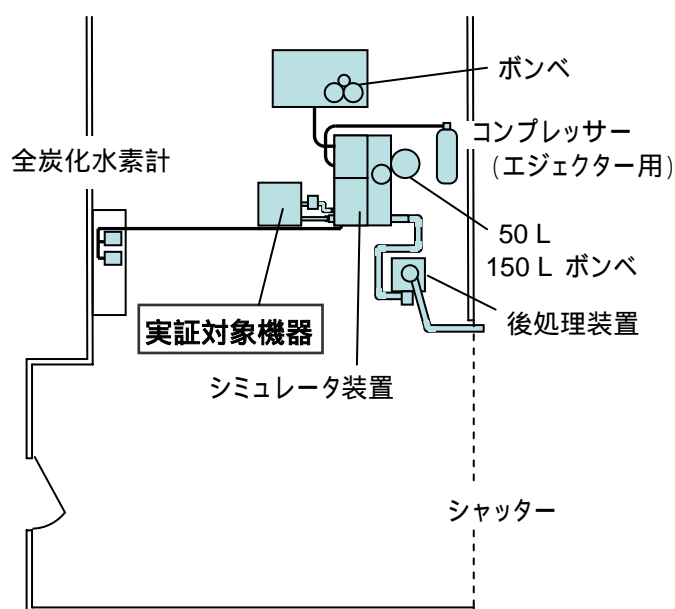 ボンベ
コンプレッサー
(エジェクター用)
全炭化水素計
50 L
150 L ボンベ
後処理装置
実証対象機器
シミュレータ装置
シャッター